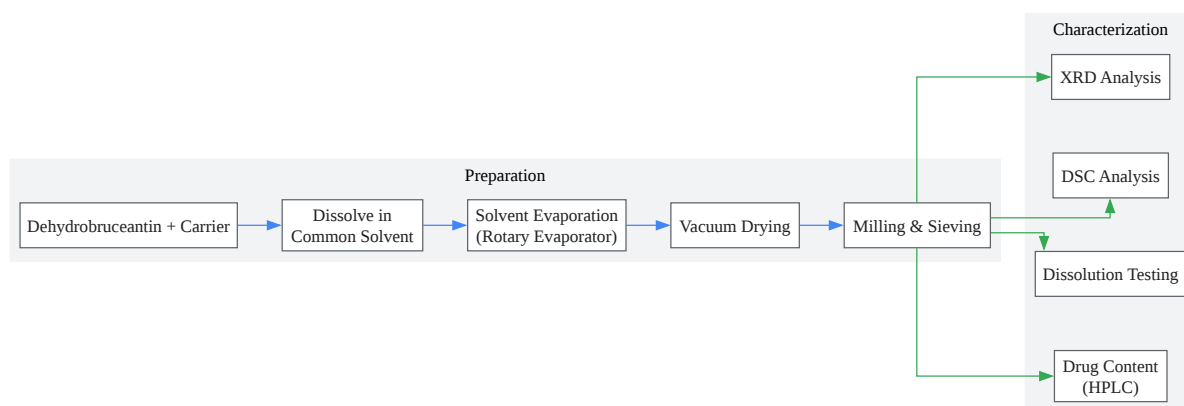 Characterization
XRD Analysis
Preparation
DSC Analysis
Dehydrobruceantin + Carrier
Dissolve in
Common Solvent
Solvent Evaporation
(Rotary Evaporator)
Vacuum Drying
Milling & Sieving
Dissolution Testing
Drug Content
(HPLC)